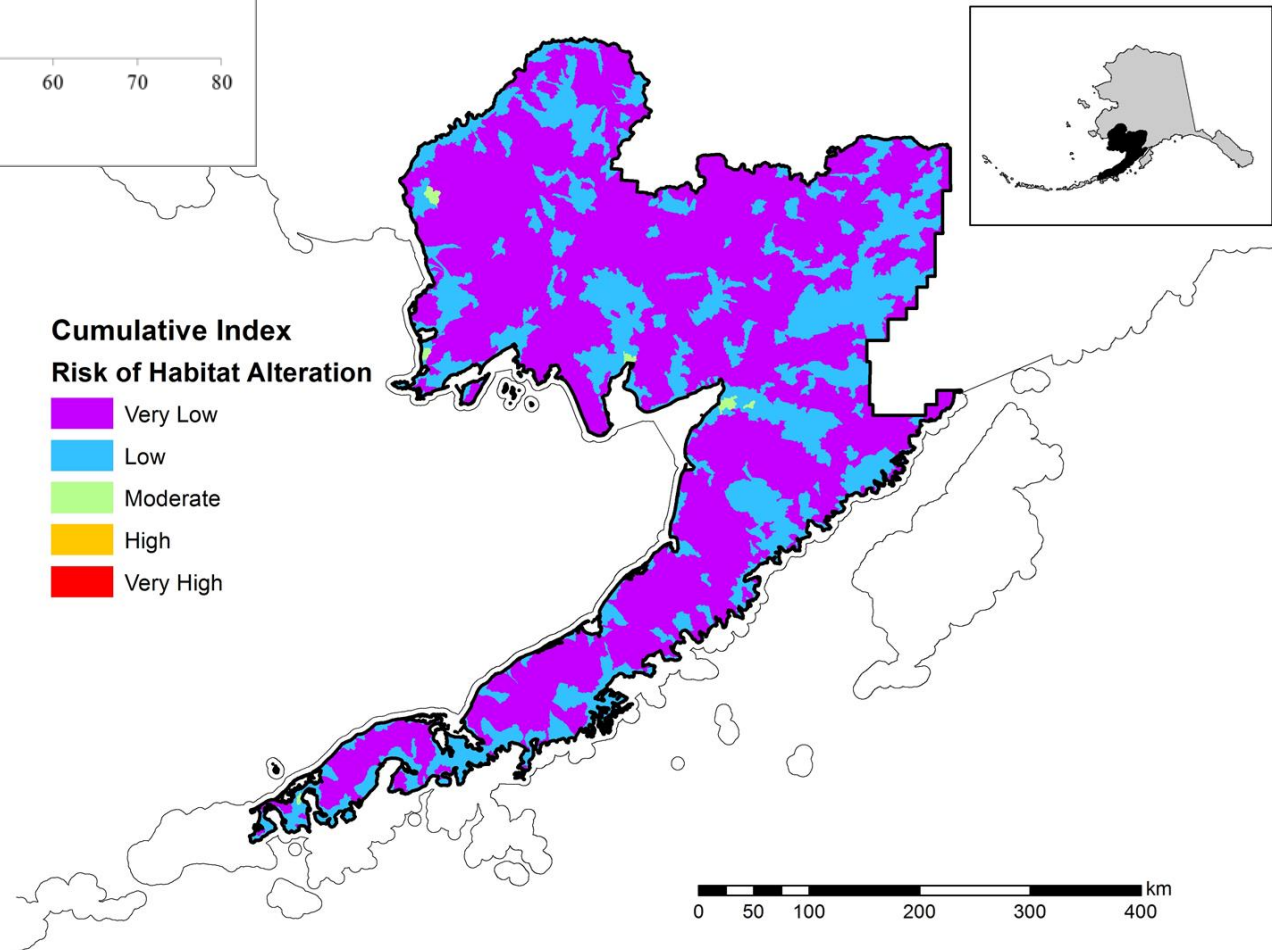 60 70 80
Cumulative Index
Risk of Habitat Alteration
Very Low
Low
Moderate
High
Very High
km
0 50 100 200 300 400